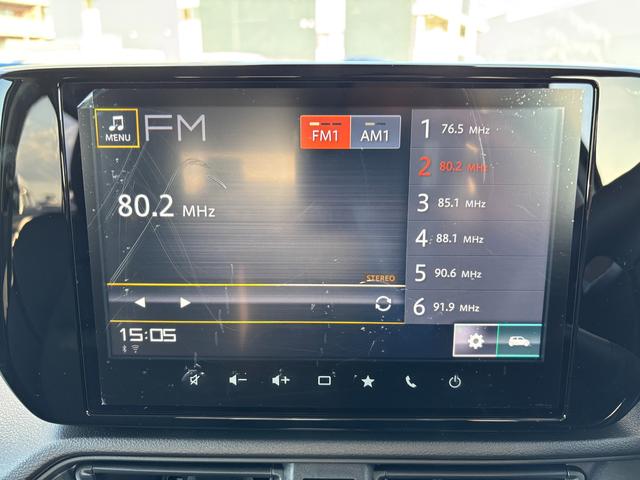 MENU
FM
FM1
AM1
80.2 MHz
STEREO
15:05
1 76.5 MHz
2 80.2 MHz
3 85.1 MHz
4 88.1 MHz
5 90.6 MHz
6 91.9 MHz